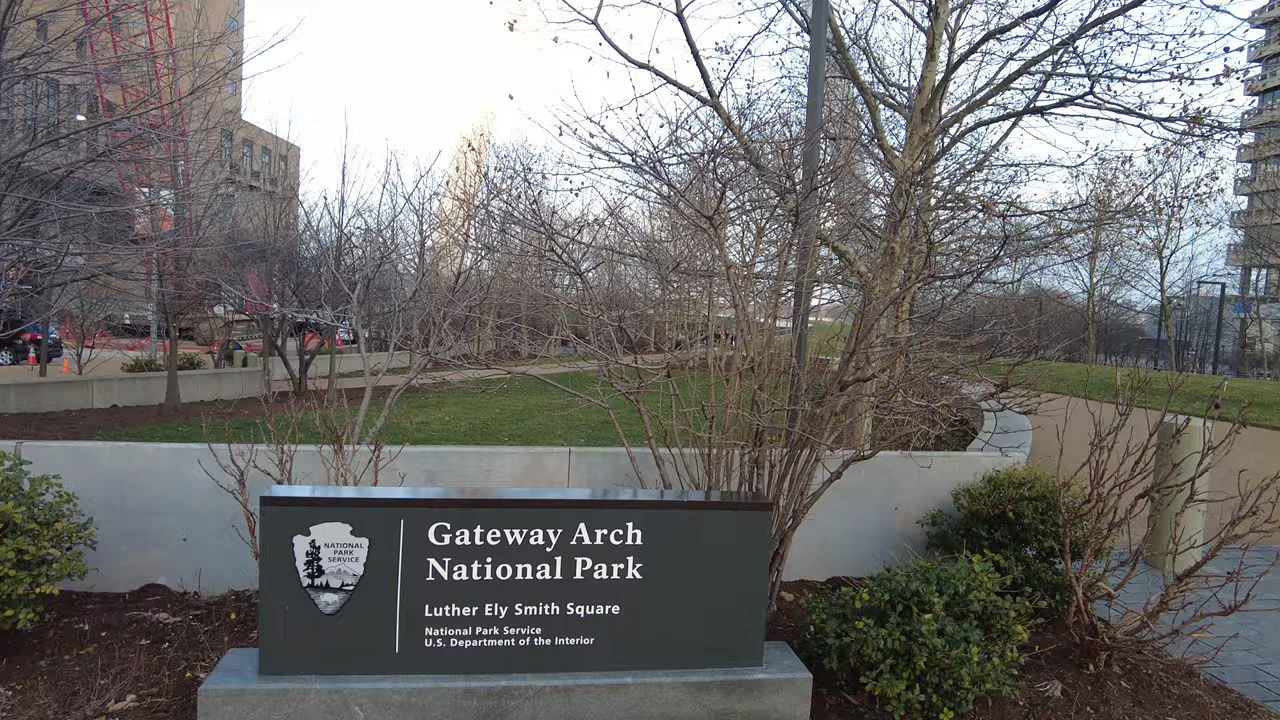 NATIONAL
PARK
SERVICE
Gateway Arch
National Park
Luther Ely Smith Square
National Park Service
U.S. Department of the Interior